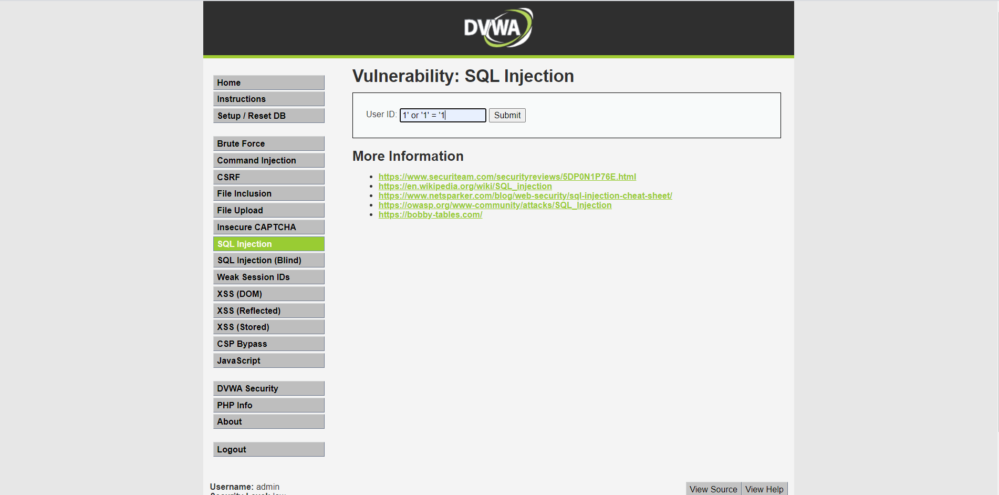 DVWA
Vulnerability: SQL Injection
Home
Instructions
Setup / Reset DB
Brute Force
Command Injection
CSRF
File Inclusion
File Upload
Insecure CAPTCHA
SQL Injection
SQL Injection (Blind)
Weak Session IDs
XSS (DOM)
XSS (Reflected)
XSS (Stored)
CSP Bypass
JavaScript
DVWA Security
PHP Info
About
Logout
User ID: 1' or '1' = '1 Submit
More Information
https://www.securiteam.com/securityreviews/5DP0N1P76E.html
https://en.wikipedia.org/wiki/SQL_injection
https://www.netsparker.com/blog/web-security/sql-injection-cheat-sheet/
https://owasp.org/www-community/attacks/SQL_Injection
https://bobby-tables.com/
Username: admin
Security Level: low
View Source View Help